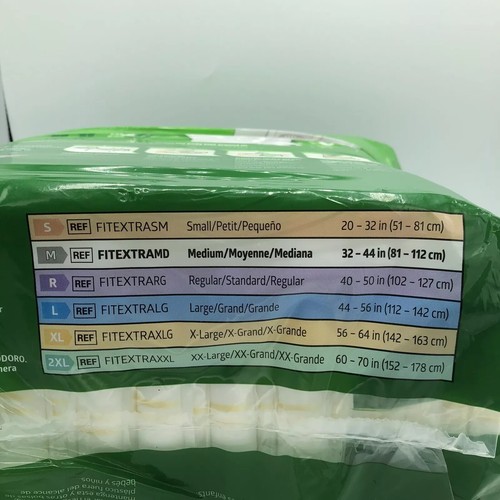 S REF FITEXTRASM Small/Petit/Pequeño 20 – 32 in (51 – 81 cm)
M REF FITEXTRAMD Medium/Moyenne/Mediana 32 – 44 in (81 – 112 cm)
R REF FITEXTRARG Regular/Standard/Regular 40 – 50 in (102 – 127 cm)
L REF FITEXTRALG Large/Grand/Grande 44 – 56 in (112 – 142 cm)
XL REF FITEXTRAXLG X-Large/X-Grand/X-Grande 56 – 64 in (142 – 163 cm)
2XL REF FITEXTRAXXL XX-Large/XX-Grand/XX-Grande 60 – 70 in (152 – 178 cm)
ODORO.
nera